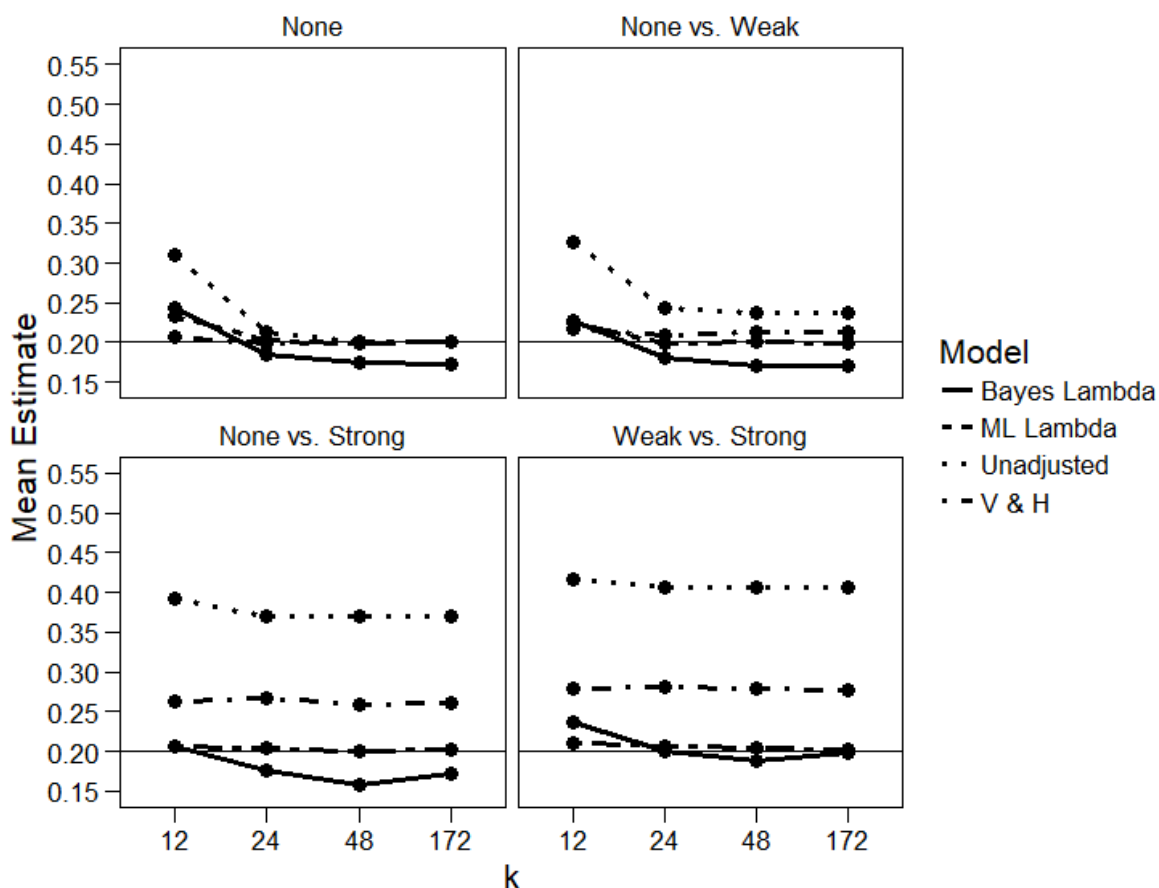 None
None vs. Weak
0.55
0.50
0.45
0.40
0.35
0.30
0.25
0.20
0.15
None vs. Strong
Weak vs. Strong
0.55
0.50
0.45
0.40
0.35
0.30
0.25
0.20
0.15
12 24 48 172
12 24 48 172
k
Mean Estimate
Model
Bayes Lambda
ML Lambda
Unadjusted
V & H